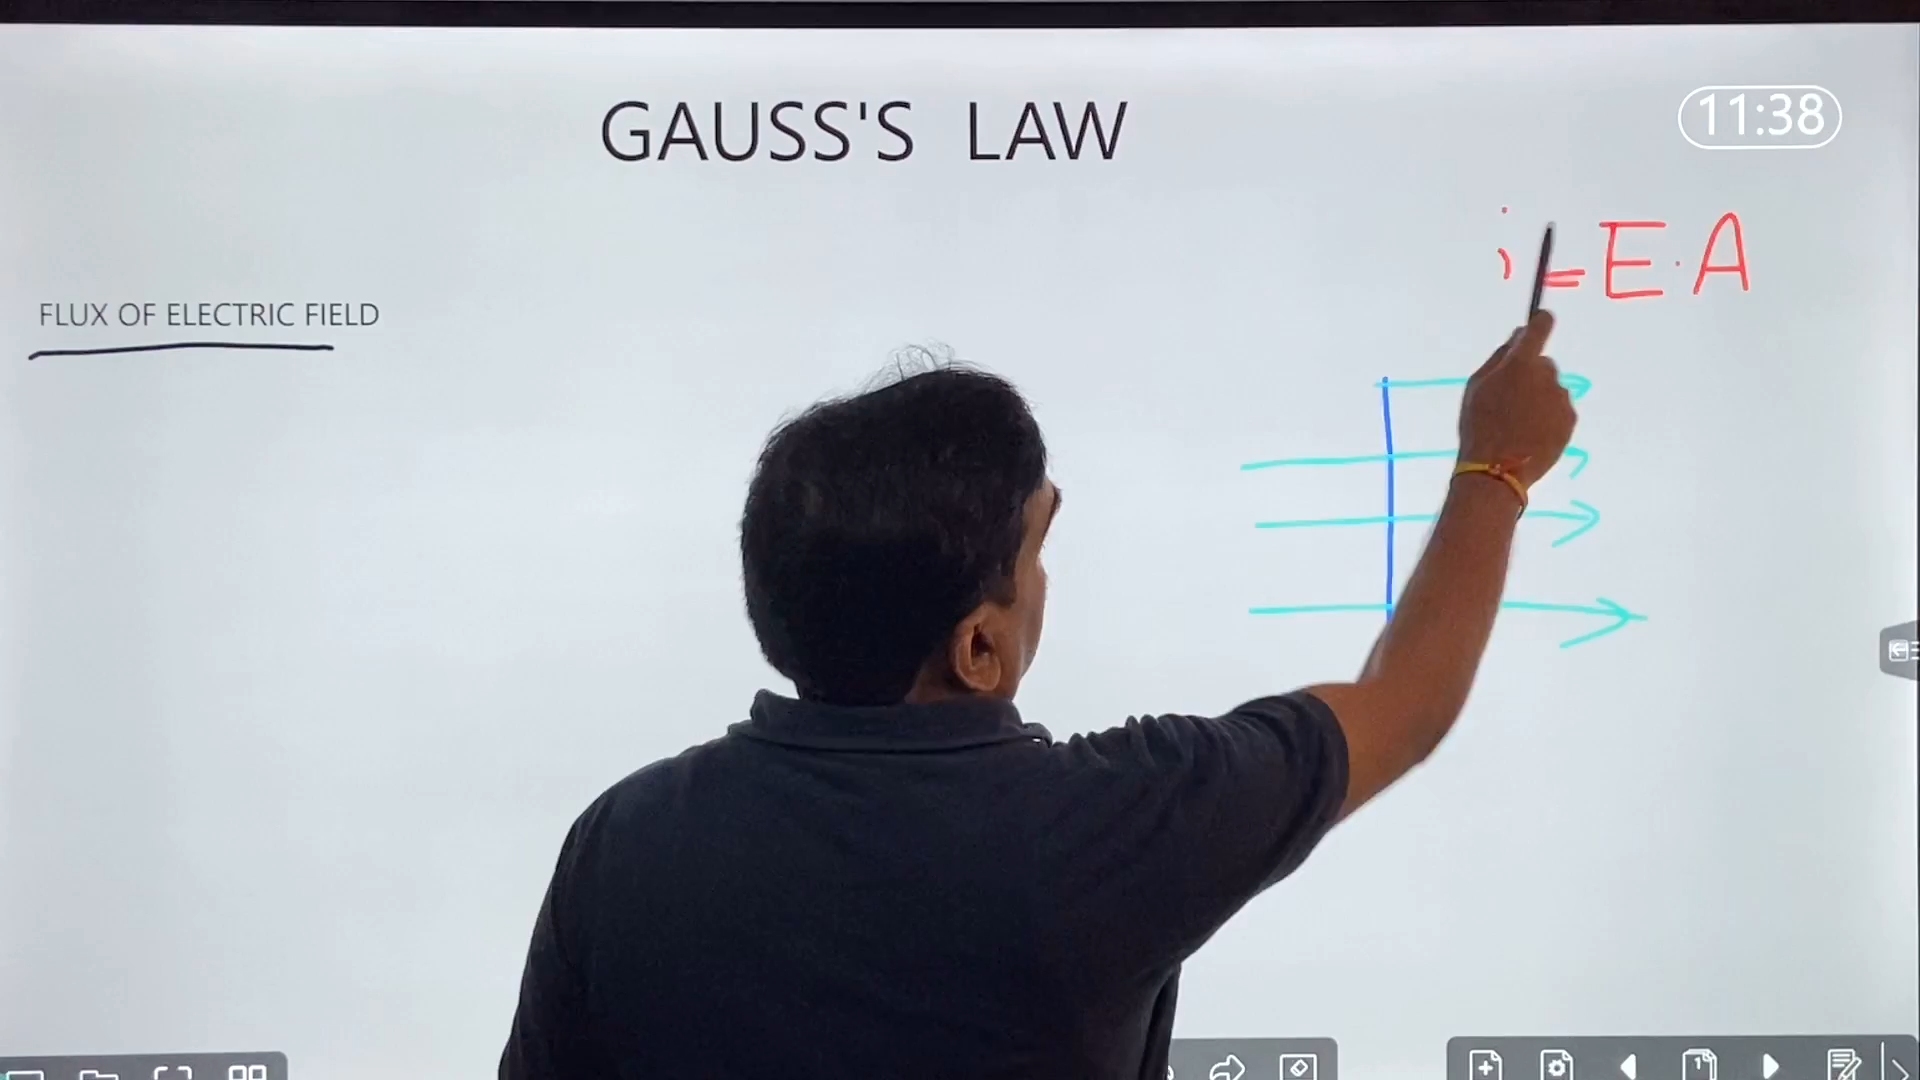 GAUSS'S LAW
11:38
= E . A
FLUX OF ELECTRIC FIELD